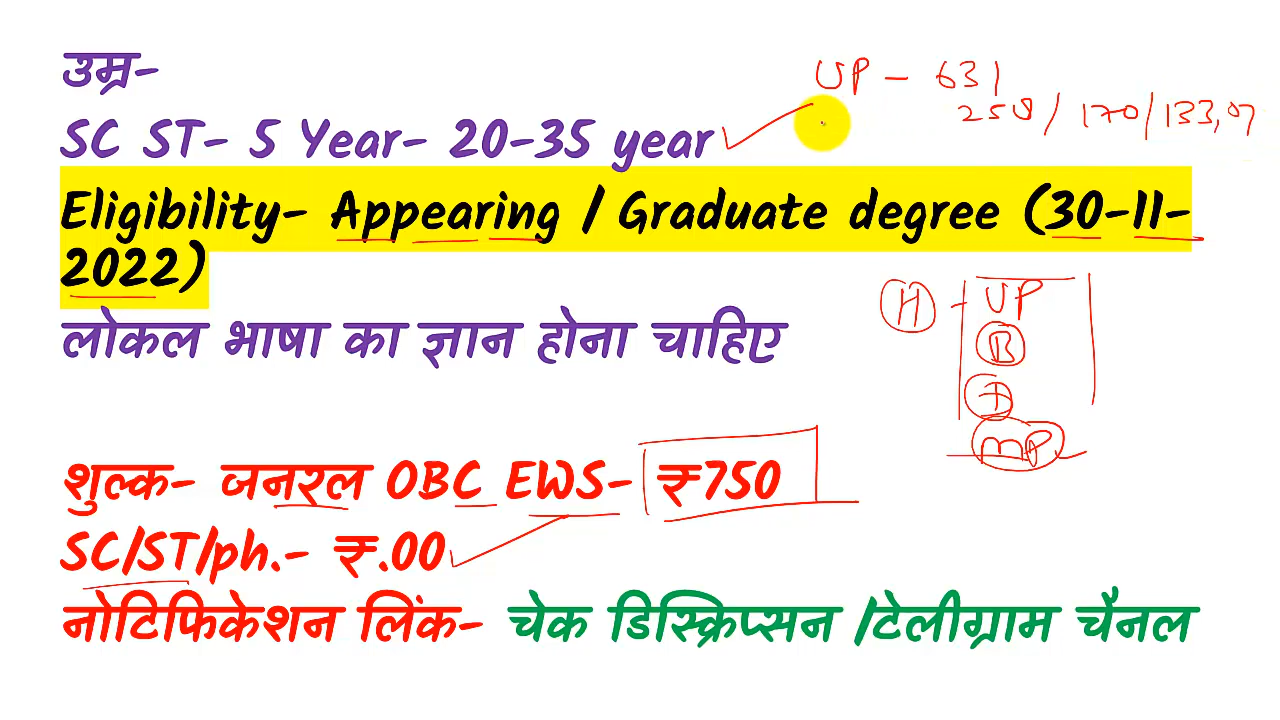 उम्र-
UP - 631
258 / 170 / 133,07
SC ST- 5 Year- 20-35 year
Eligibility- Appearing / Graduate degree (30-11-
2022)
H - UP
B
लोकल भाषा का ज्ञान होना चाहिए
MP
शुल्क- जनरल OBC EWS- ₹750
SC/ST/ph.- ₹.00
नोटिफिकेशन लिंक- चेक डिस्क्रिप्सन /टेलीग्राम चैनल